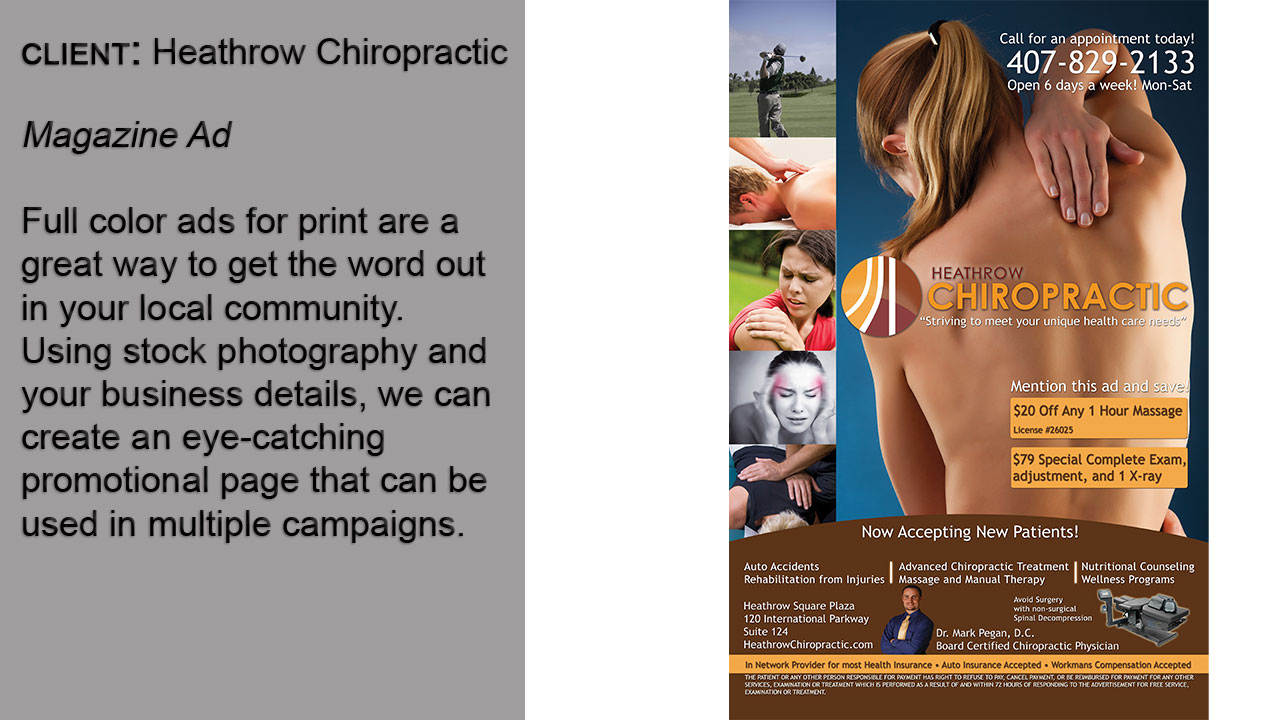 CLIENT: Heathrow Chiropractic
Magazine Ad
Full color ads for print are a
great way to get the word out
in your local community.
Using stock photography and
your business details, we can
create an eye-catching
promotional page that can be
used in multiple campaigns.
Call for an appointment today!
407-829-2133
Open 6 days a week! Mon-Sat
HEATHROW
CHIROPRACTIC
“Striving to meet your unique health care needs”
Mention this ad and save!
$20 Off Any 1 Hour Massage
License #26025
$79 Special Complete Exam,
adjustment, and 1 X-ray
Now Accepting New Patients!
Auto Accidents
Rehabilitation from Injuries
Advanced Chiropractic Treatment
Massage and Manual Therapy
Nutritional Counseling
Wellness Programs
Heathrow Square Plaza
120 International Parkway
Suite 124
HeathrowChiropractic.com
Avoid Surgery
with non-surgical
Spinal Decompression
Dr. Mark Pegan, D.C.
Board Certified Chiropractic Physician
In Network Provider for most Health Insurance • Auto Insurance Accepted • Workmans Compensation Accepted
THE PATIENT OR ANY OTHER PERSON RESPONSIBLE FOR PAYMENT HAS RIGHT TO REFUSE TO PAY, CANCEL PAYMENT, OR BE REIMBURSED FOR PAYMENT FOR ANY OTHER
SERVICES, EXAMINATION OR TREATMENT WHICH IS PERFORMED AS A RESULT OF AND WITHIN 72 HOURS OF RESPONDING TO THE ADVERTISEMENT FOR FREE SERVICE,
EXAMINATION OR TREATMENT.